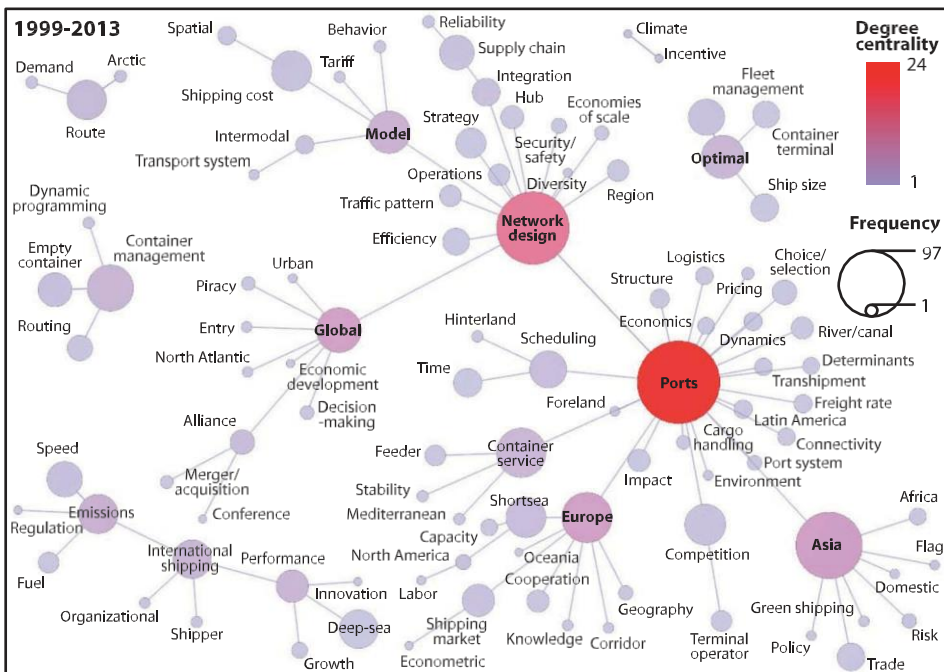 1999-2013
Spatial
Behavior
Reliability
Supply chain
Climate
Incentive
Degree
centrality
24
1
Demand
Arctic
Route
Shipping cost
Tariff
Model
Intermodal
Transport system
Integration
Hub
Strategy
Economies
of scale
Security/
safety
Operations
Diversity
Traffic pattern
Region
Network
design
Efficiency
Fleet
management
Optimal
Container
terminal
Ship size
Frequency
97
1
Dynamic
programming
Empty
container
Container
management
Routing
Urban
Piracy
Entry
Global
North Atlantic
Economic
development
Decision
-making
Alliance
Merger/
acquisition
Conference
Hinterland
Scheduling
Time
Foreland
Structure
Logistics
Pricing
Choice/
selection
Economics
Dynamics
River/canal
Ports
Determinants
Transhipment
Freight rate
Latin America
Cargo
handling
Connectivity
Port system
Environment
Impact
Feeder
Container
service
Stability
Mediterranean
Shortsea
Capacity
Europe
North America
Oceania
Labor
Cooperation
Shipping
market
Geography
Knowledge
Corridor
Econometric
Competition
Terminal
operator
Africa
Asia
Flag
Domestic
Green shipping
Risk
Policy
Trade
Speed
Emissions
Regulation
Fuel
International
shipping
Performance
Organizational
Shipper
Innovation
Deep-sea
Growth